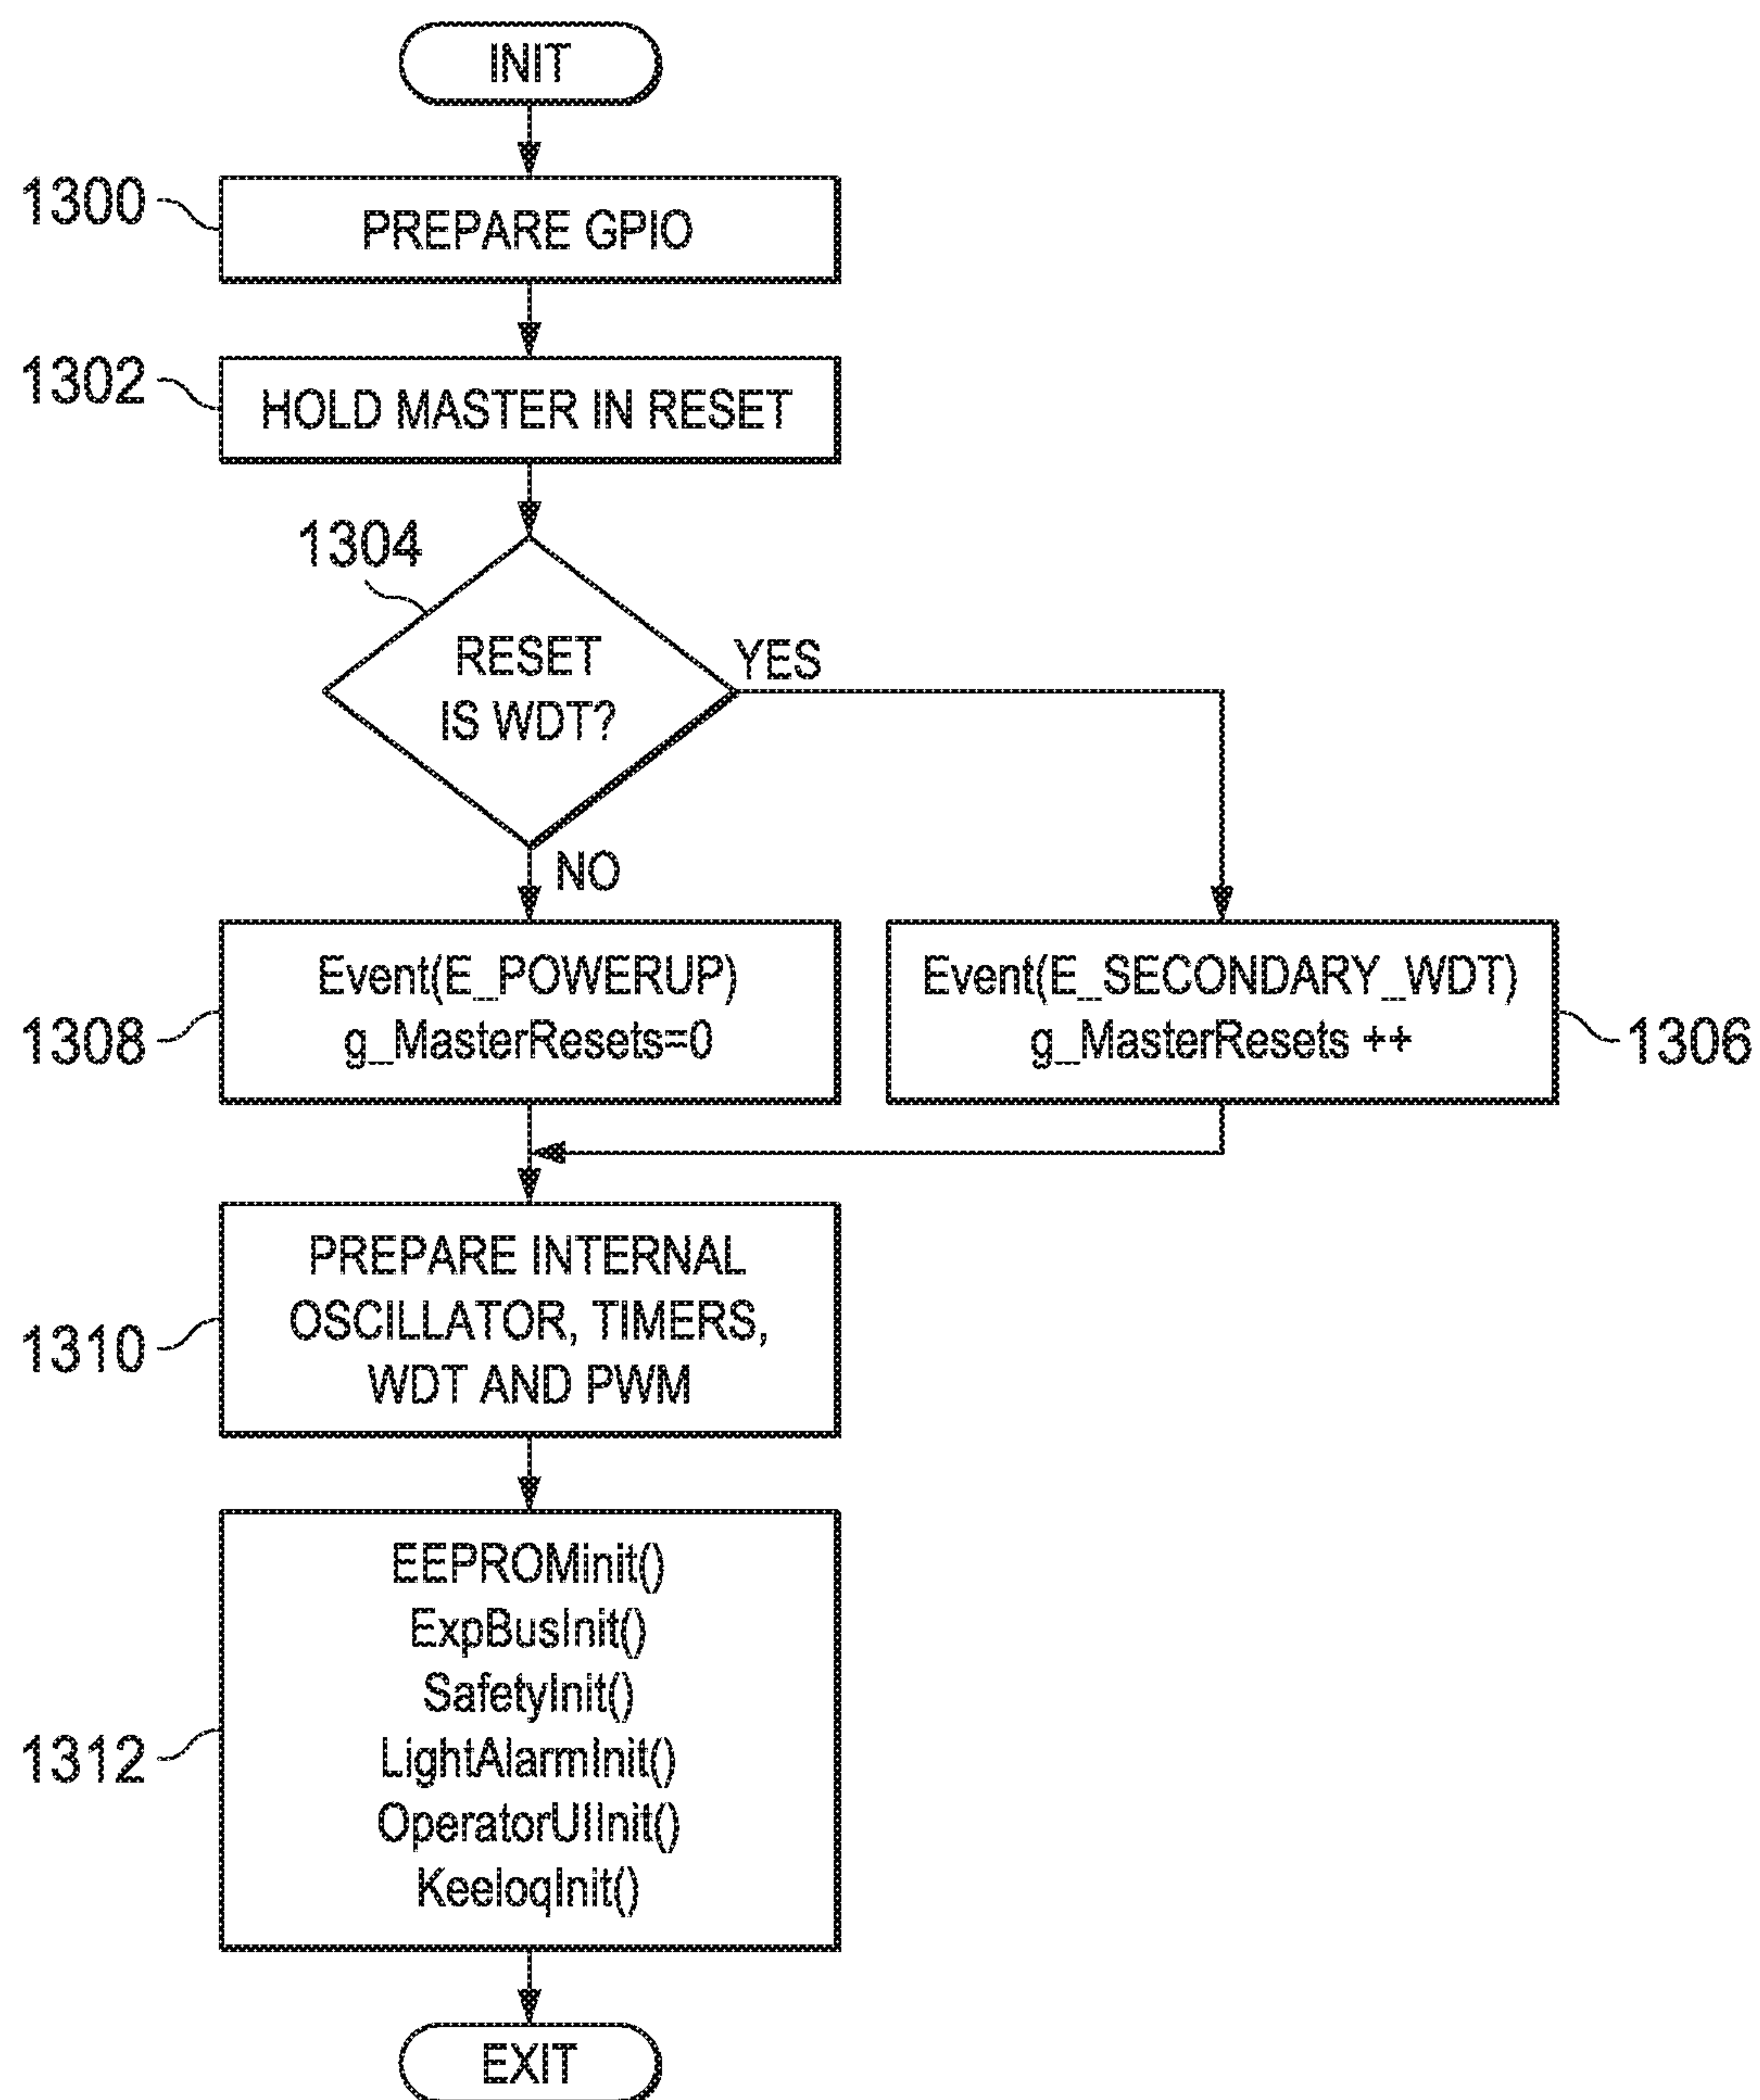 INIT
1300
PREPARE GPIO
1302
HOLD MASTER IN RESET
1304
RESET
IS WDT?
YES
NO
Event(E_POWERUP)
g_MasterResets=0
1308
Event(E_SECONDARY_WDT)
g_MasterResets ++
1306
PREPARE INTERNAL
OSCILLATOR, TIMERS,
WDT AND PWM
1310
EEPROMinit()
ExpBusInit()
SafetyInit()
LightAlarmInit()
OperatorUIInit()
KeeloqInit()
1312
EXIT